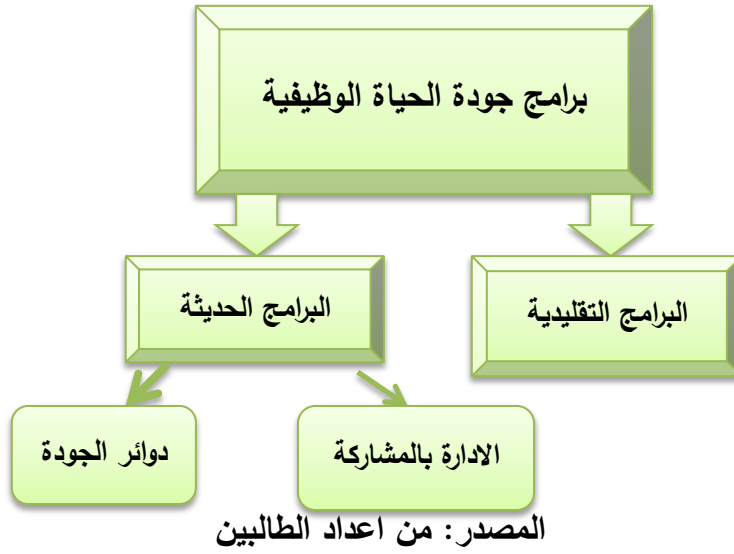 برامج جودة الحياة الوظيفية
البرامج التقليدية
البرامج الحديثة
الادارة بالمشاركة
دوائر الجودة
المصدر: من اعداد الطالبين